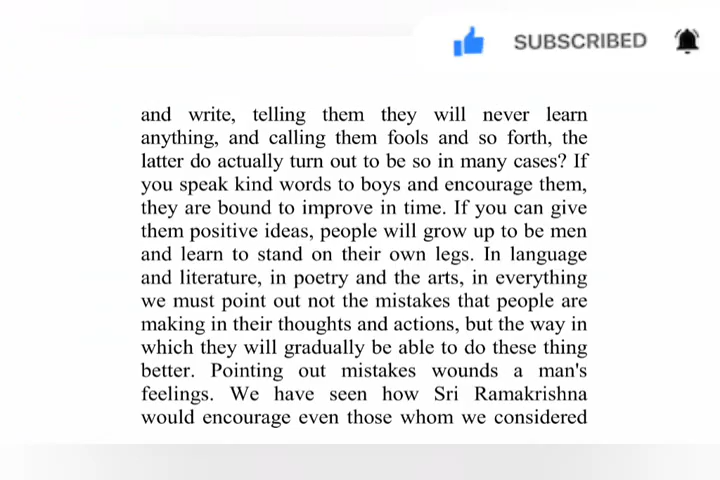 SUBSCRIBED
and write, telling them they will never learn
anything, and calling them fools and so forth, the
latter do actually turn out to be so in many cases? If
you speak kind words to boys and encourage them,
they are bound to improve in time. If you can give
them positive ideas, people will grow up to be men
and learn to stand on their own legs. In language
and literature, in poetry and the arts, in everything
we must point out not the mistakes that people are
making in their thoughts and actions, but the way in
which they will gradually be able to do these thing
better. Pointing out mistakes wounds a man's
feelings. We have seen how Sri Ramakrishna
would encourage even those whom we considered